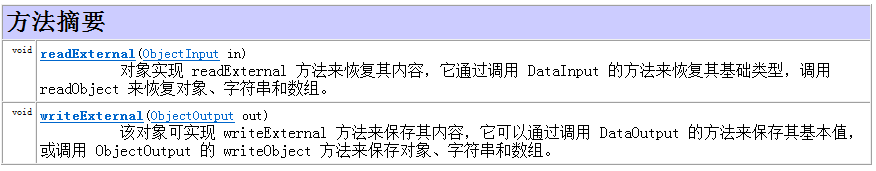 方法摘要
void readExternal(ObjectInput in)
对象实现 readExternal 方法来恢复其内容，它通过调用 DataInput 的方法来恢复其基础类型，调用
readObject 来恢复对象、字符串和数组。
void writeExternal(ObjectOutput out)
该对象可实现 writeExternal 方法来保存其内容，它可以通过调用 DataOutput 的方法来保存其基本值，
或调用 ObjectOutput 的 writeObject 方法来保存对象、字符串和数组。